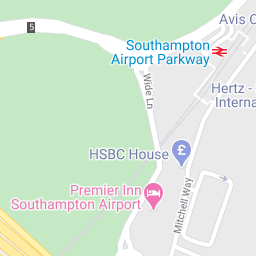 Avis C
5
Southampton
Airport Parkway
Wide Ln
Hertz -
Interna
HSBC House
£
Premier Inn
Southampton Airport
Mitchell Way